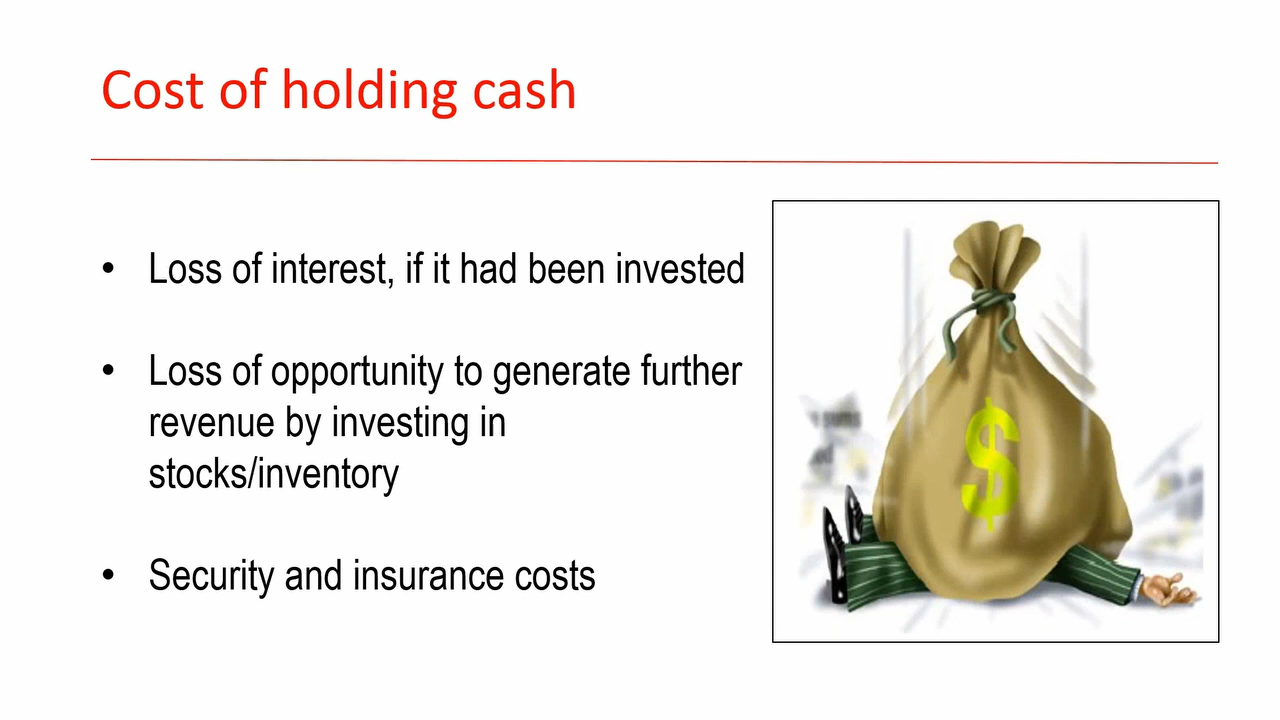 Cost of holding cash
• Loss of interest, if it had been invested
• Loss of opportunity to generate further
revenue by investing in
stocks/inventory
• Security and insurance costs
$